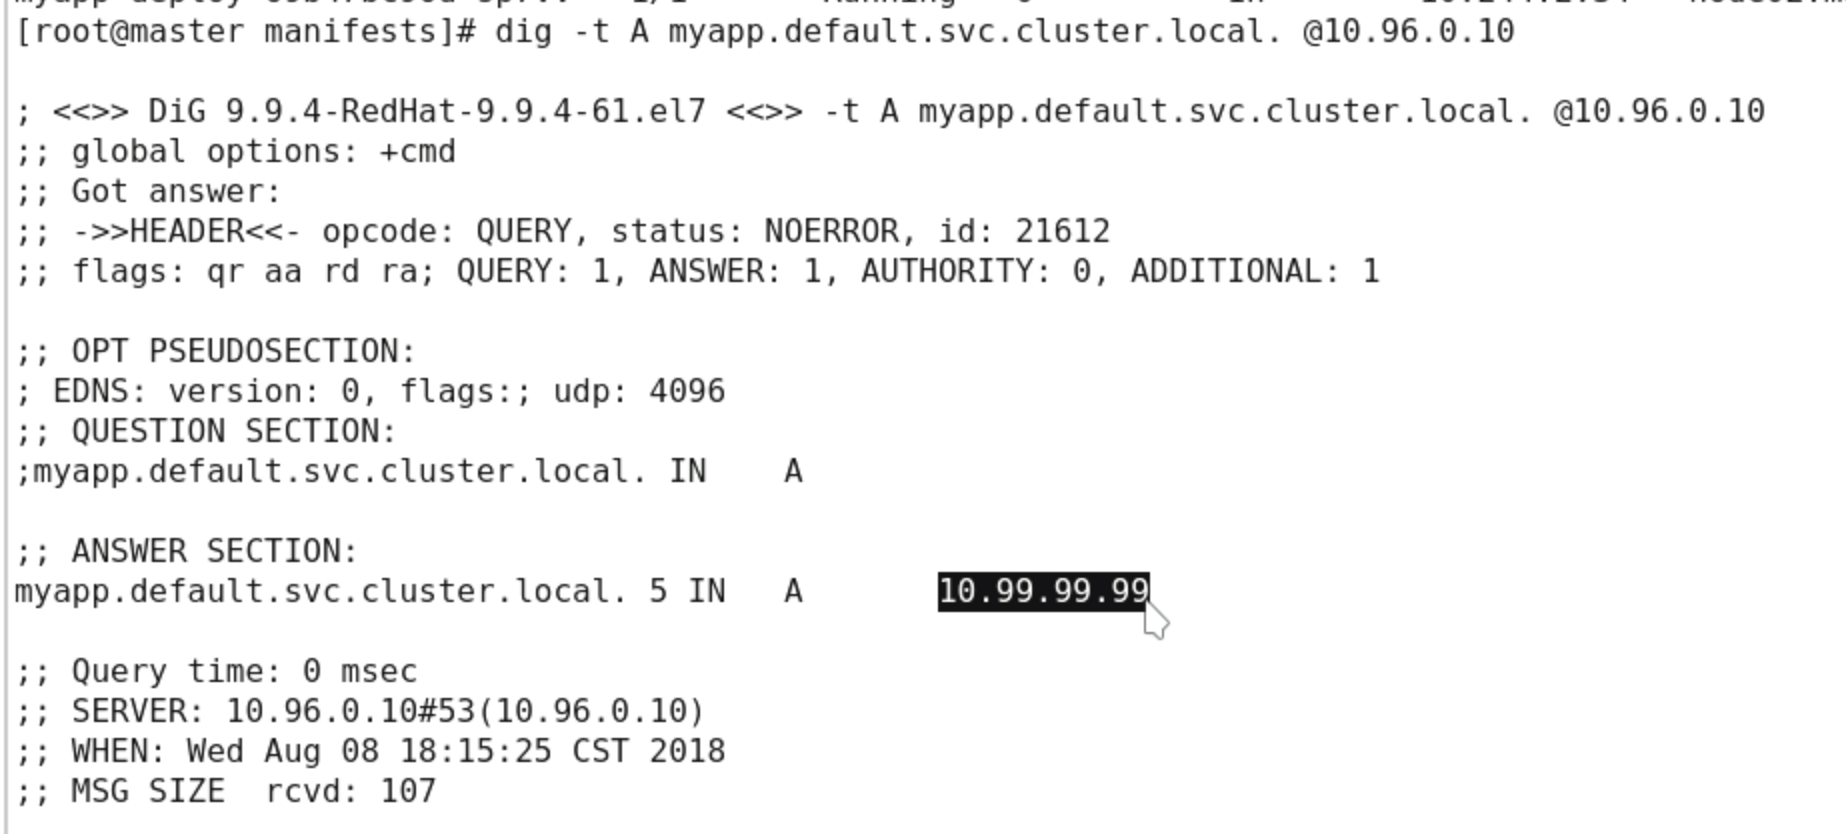 [root@master manifests]# dig -t A myapp.default.svc.cluster.local. @10.96.0.10
; <<>> DiG 9.9.4-RedHat-9.9.4-61.el7 <<>> -t A myapp.default.svc.cluster.local. @10.96.0.10
;; global options: +cmd
;; Got answer:
;; ->>HEADER<<- opcode: QUERY, status: NOERROR, id: 21612
;; flags: qr aa rd ra; QUERY: 1, ANSWER: 1, AUTHORITY: 0, ADDITIONAL: 1
;; OPT PSEUDOSECTION:
; EDNS: version: 0, flags:; udp: 4096
;; QUESTION SECTION:
;myapp.default.svc.cluster.local. IN    A
;; ANSWER SECTION:
myapp.default.svc.cluster.local. 5 IN   A       10.99.99.99
;; Query time: 0 msec
;; SERVER: 10.96.0.10#53(10.96.0.10)
;; WHEN: Wed Aug 08 18:15:25 CST 2018
;; MSG SIZE  rcvd: 107